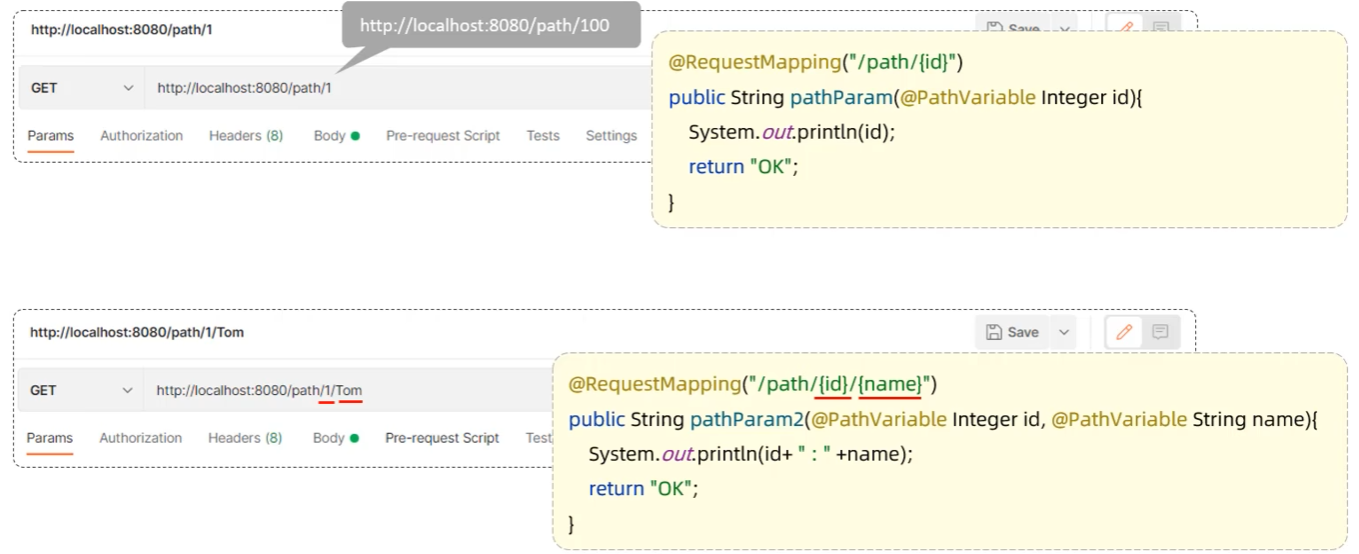 http://localhost:8080/path/1
http://localhost:8080/path/100
Save
GET
http://localhost:8080/path/1
Params Authorization Headers (8) Body Pre-request Script Tests Settings
@RequestMapping("/path/{id}")
public String pathParam(@PathVariable Integer id){
System.out.println(id);
return "OK";
}
http://localhost:8080/path/1/Tom
Save
GET
http://localhost:8080/path/1/Tom
Params Authorization Headers (8) Body Pre-request Script Test
@RequestMapping("/path/{id}/{name}")
public String pathParam2(@PathVariable Integer id, @PathVariable String name){
System.out.println(id+ " : " +name);
return "OK";
}